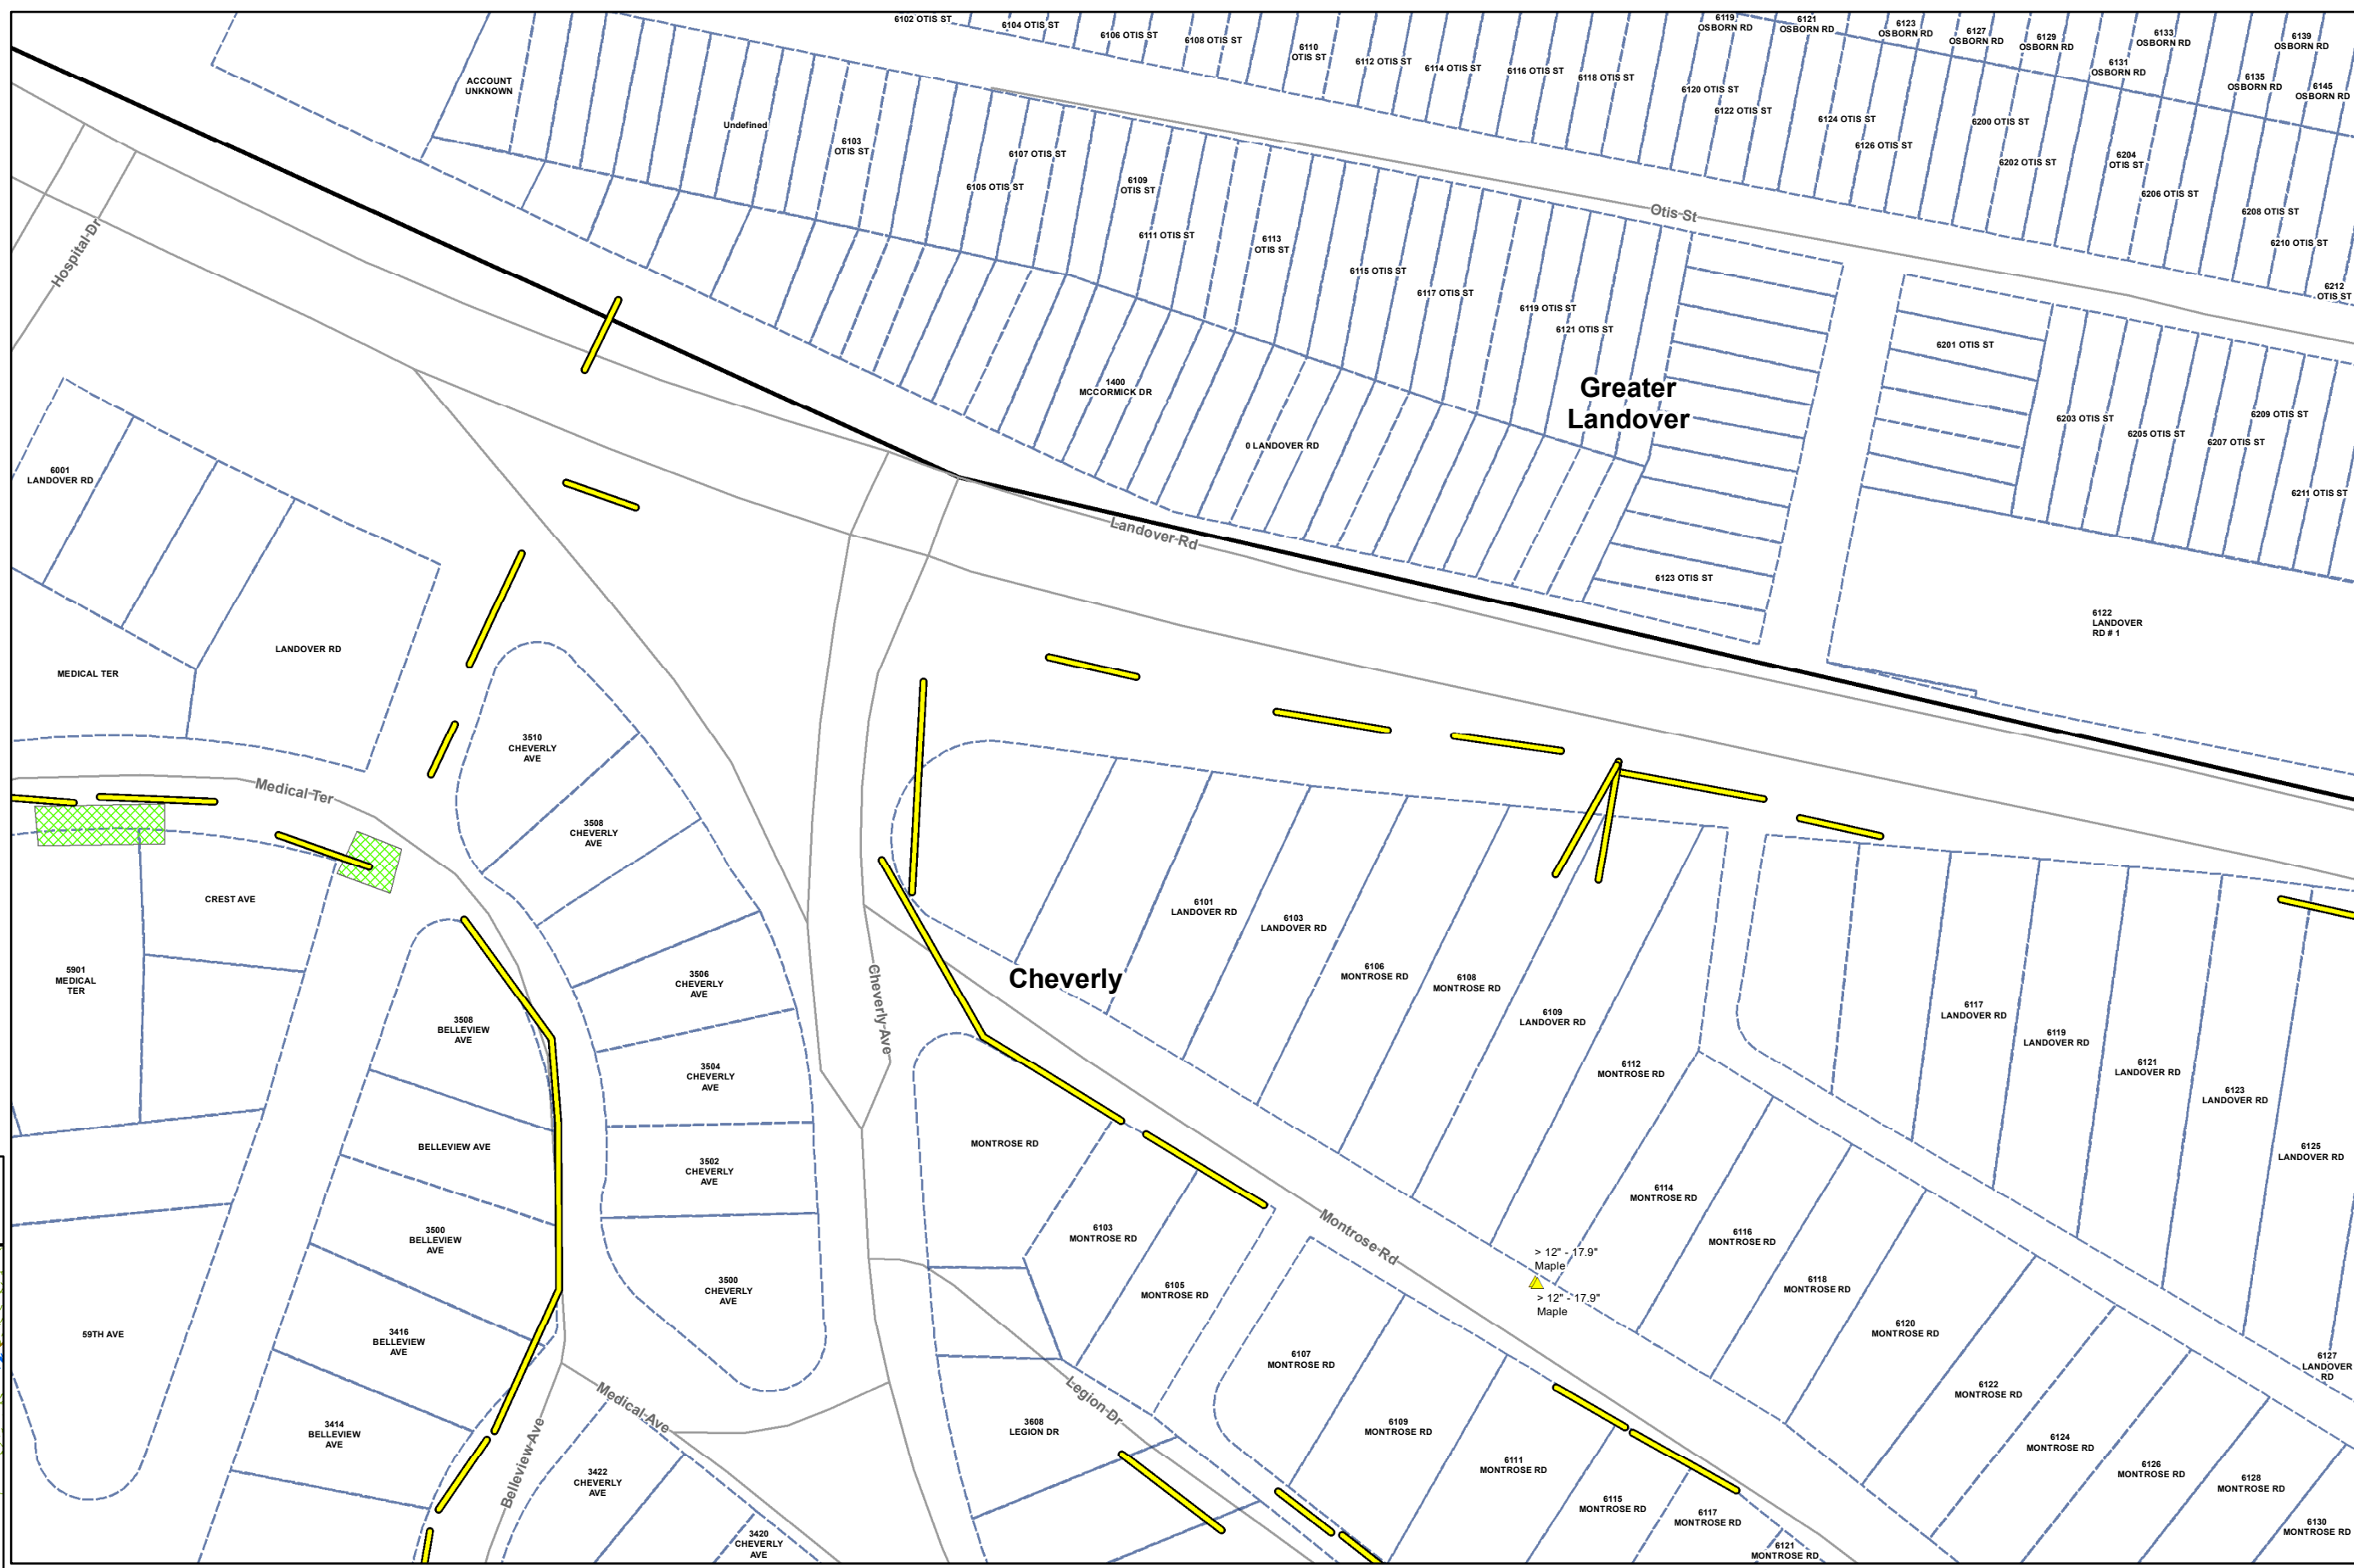 6102 OTIS ST
6104 OTIS ST
6106 OTIS ST
6108 OTIS ST
6110
OTIS ST
6112 OTIS ST
6114 OTIS ST
6116 OTIS ST
6118 OTIS ST
6119
OSBORN RD
6121
OSBORN RD
6123
OSBORN RD
6127
OSBORN RD
6129
OSBORN RD
6131
OSBORN RD
6133
OSBORN RD
6135
OSBORN RD
6139
OSBORN RD
6145
OSBORN RD
6120 OTIS ST
6122 OTIS ST
6124 OTIS ST
6126 OTIS ST
6200 OTIS ST
6202 OTIS ST
6204
OTIS ST
6206 OTIS ST
6208 OTIS ST
6210 OTIS ST
6212
OTIS ST
ACCOUNT
UNKNOWN
Undefined
6103
OTIS ST
6105 OTIS ST
6107 OTIS ST
6109
OTIS ST
6111 OTIS ST
6113
OTIS ST
6115 OTIS ST
6117 OTIS ST
6119 OTIS ST
6121 OTIS ST
Otis St
6201 OTIS ST
6203 OTIS ST
6205 OTIS ST
6207 OTIS ST
6209 OTIS ST
6211 OTIS ST
Hospital Dr
1400
MCCORMICK DR
0 LANDOVER RD
Greater
Landover
6123 OTIS ST
6122
LANDOVER
RD # 1
Landover Rd
6001
LANDOVER RD
LANDOVER RD
MEDICAL TER
Medical Ter
3510
CHEVERLY
AVE
3508
CHEVERLY
AVE
3506
CHEVERLY
AVE
3504
CHEVERLY
AVE
3502
CHEVERLY
AVE
3500
CHEVERLY
AVE
CREST AVE
5901
MEDICAL
TER
3508
BELLEVIEW
AVE
BELLEVIEW AVE
3500
BELLEVIEW
AVE
3416
BELLEVIEW
AVE
3414
BELLEVIEW
AVE
59TH AVE
Cheverly Ave
Cheverly
6101
LANDOVER RD
6103
LANDOVER RD
6106
MONTROSE RD
6108
MONTROSE RD
6109
LANDOVER RD
6112
MONTROSE RD
6114
MONTROSE RD
6116
MONTROSE RD
6118
MONTROSE RD
6120
MONTROSE RD
6122
MONTROSE RD
6124
MONTROSE RD
6126
MONTROSE RD
6128
MONTROSE RD
6130
MONTROSE RD
6117
LANDOVER RD
6119
LANDOVER RD
6121
LANDOVER RD
6123
LANDOVER RD
6125
LANDOVER RD
6127
LANDOVER
RD
MONTROSE RD
6103
MONTROSE RD
6105
MONTROSE RD
6107
MONTROSE RD
6109
MONTROSE RD
6111
MONTROSE RD
6115
MONTROSE RD
6117
MONTROSE RD
6121
MONTROSE RD
Montrose Rd
> 12" - 17.9"
Maple
> 12" - 17.9"
Maple
Legion Dr
3608
LEGION DR
Medical Ave
Belleview Ave
3422
CHEVERLY
AVE
3420
CHEVERLY
AVE